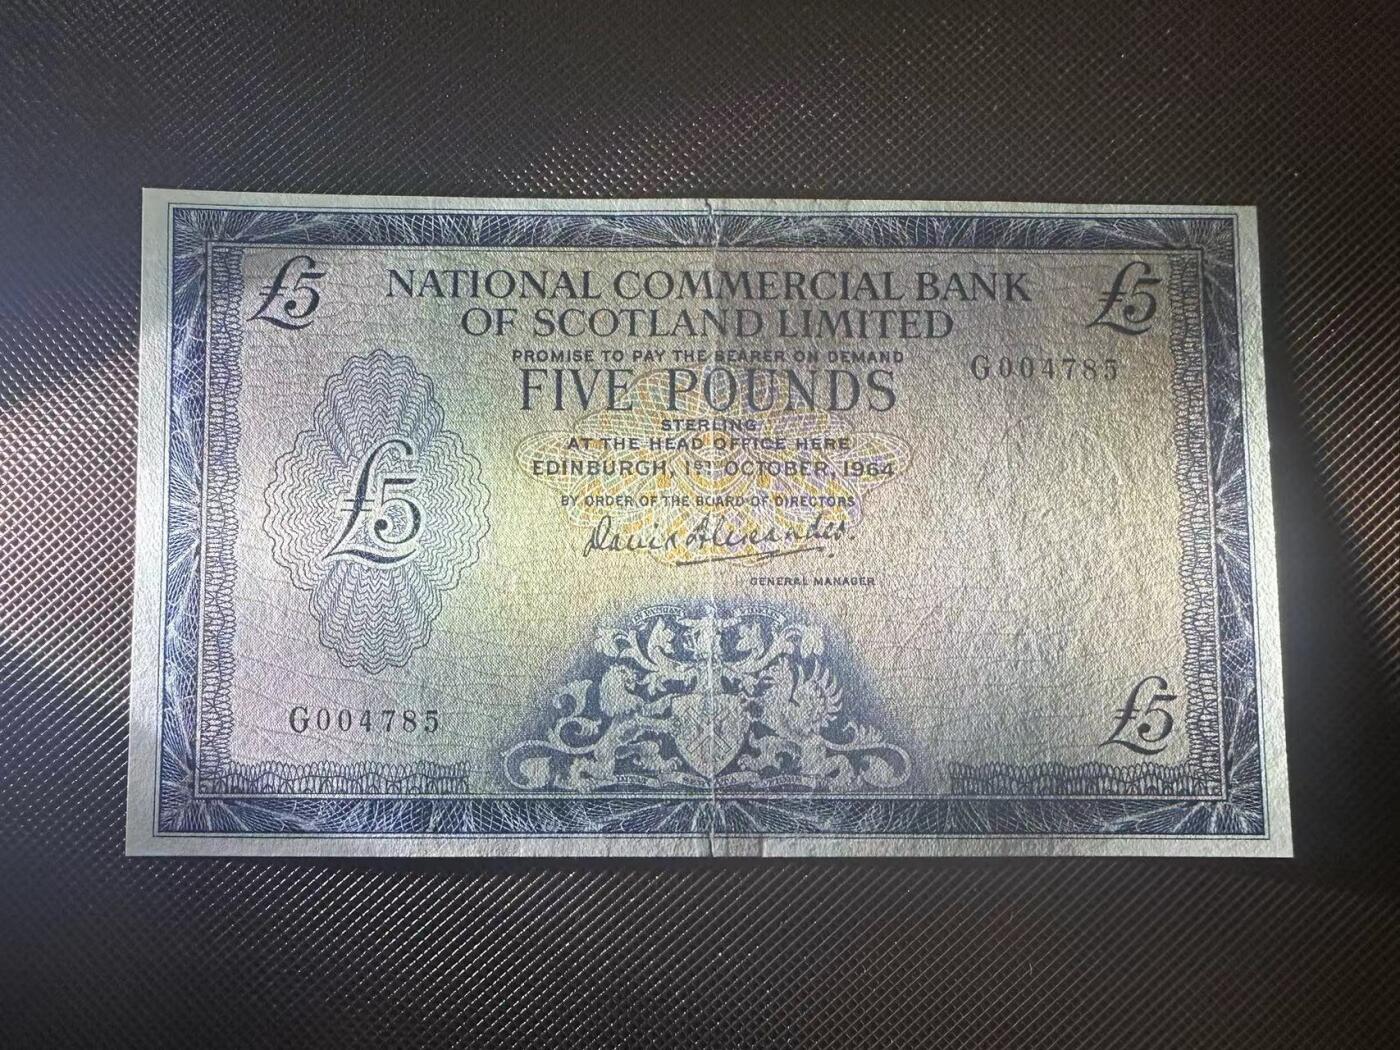 £5 NATIONAL COMMERCIAL BANK £5
OF SCOTLAND LIMITED
PROMISE TO PAY THE BEARER ON DEMAND
G004785
FIVE POUNDS
STERLING
AT THE HEAD OFFICE HERE
EDINBURGH, 1ST OCTOBER, 1964
£5
BY ORDER OF THE BOARD OF DIRECTORS
David Alexander.
GENERAL MANAGER
G004785
£5